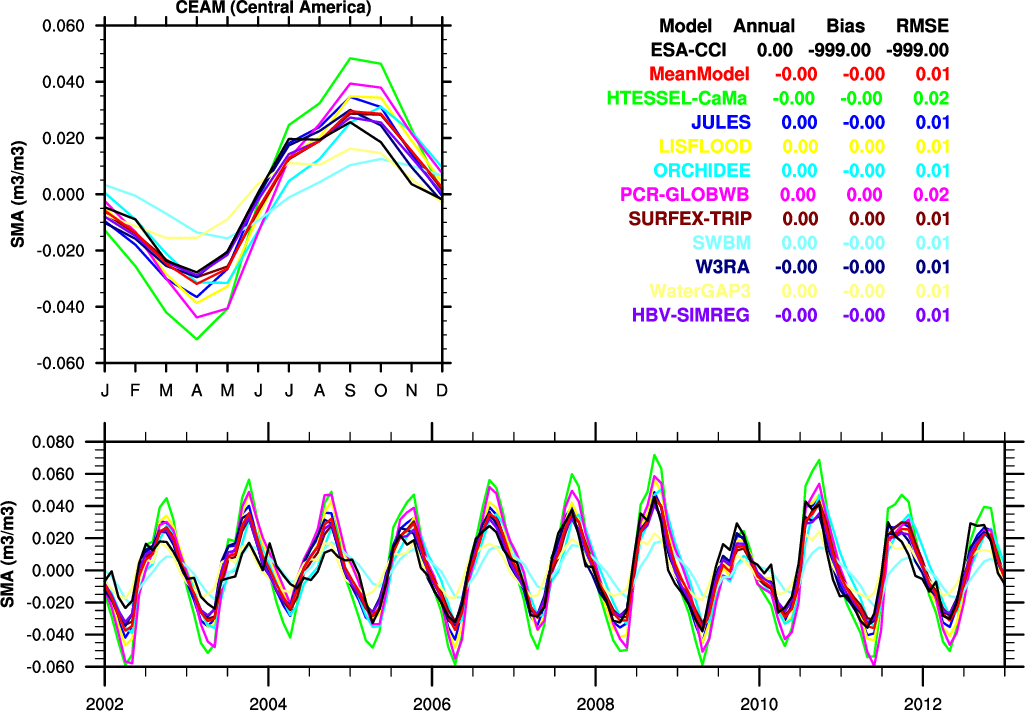 CEAM (Central America)
0.060
0.040
0.020
0.000
-0.020
-0.040
-0.060
SMA (m3/m3)
J F M A M J J A S O N D
Model Annual Bias RMSE
ESA-CCI 0.00 -999.00 -999.00
MeanModel -0.00 -0.00 0.01
HTESSEL-CaMa -0.00 -0.00 0.02
JULES 0.00 -0.00 0.01
LISFLOOD 0.00 0.00 0.01
ORCHIDEE 0.00 -0.00 0.01
PCR-GLOBWB 0.00 0.00 0.02
SURFEX-TRIP 0.00 0.00 0.01
SWBM 0.00 -0.00 0.01
W3RA -0.00 -0.00 0.01
WaterGAP3 0.00 -0.00 0.01
HBV-SIMREG -0.00 -0.00 0.01
0.080
0.060
0.040
0.020
0.000
-0.020
-0.040
-0.060
SMA (m3/m3)
2002 2004 2006 2008 2010 2012